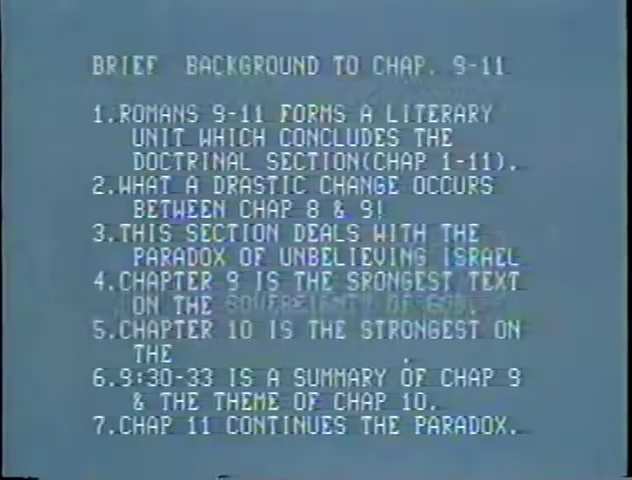 BRIEF BACKGROUND TO CHAP. 9-11
1.ROMANS 9-11 FORMS A LITERARY
UNIT WHICH CONCLUDES THE
DOCTRINAL SECTION(CHAP 1-11).
2.WHAT A DRASTIC CHANGE OCCURS
BETWEEN CHAP 8 & 9!
3.THIS SECTION DEALS WITH THE
PARADOX OF UNBELIEVING ISRAEL
4.CHAPTER 9 IS THE SRONGEST TEXT
ON THE SOVEREIGNTY OF GOD.
5.CHAPTER 10 IS THE STRONGEST ON
THE .
6.9:30-33 IS A SUMMARY OF CHAP 9
& THE THEME OF CHAP 10.
7.CHAP 11 CONTINUES THE PARADOX.